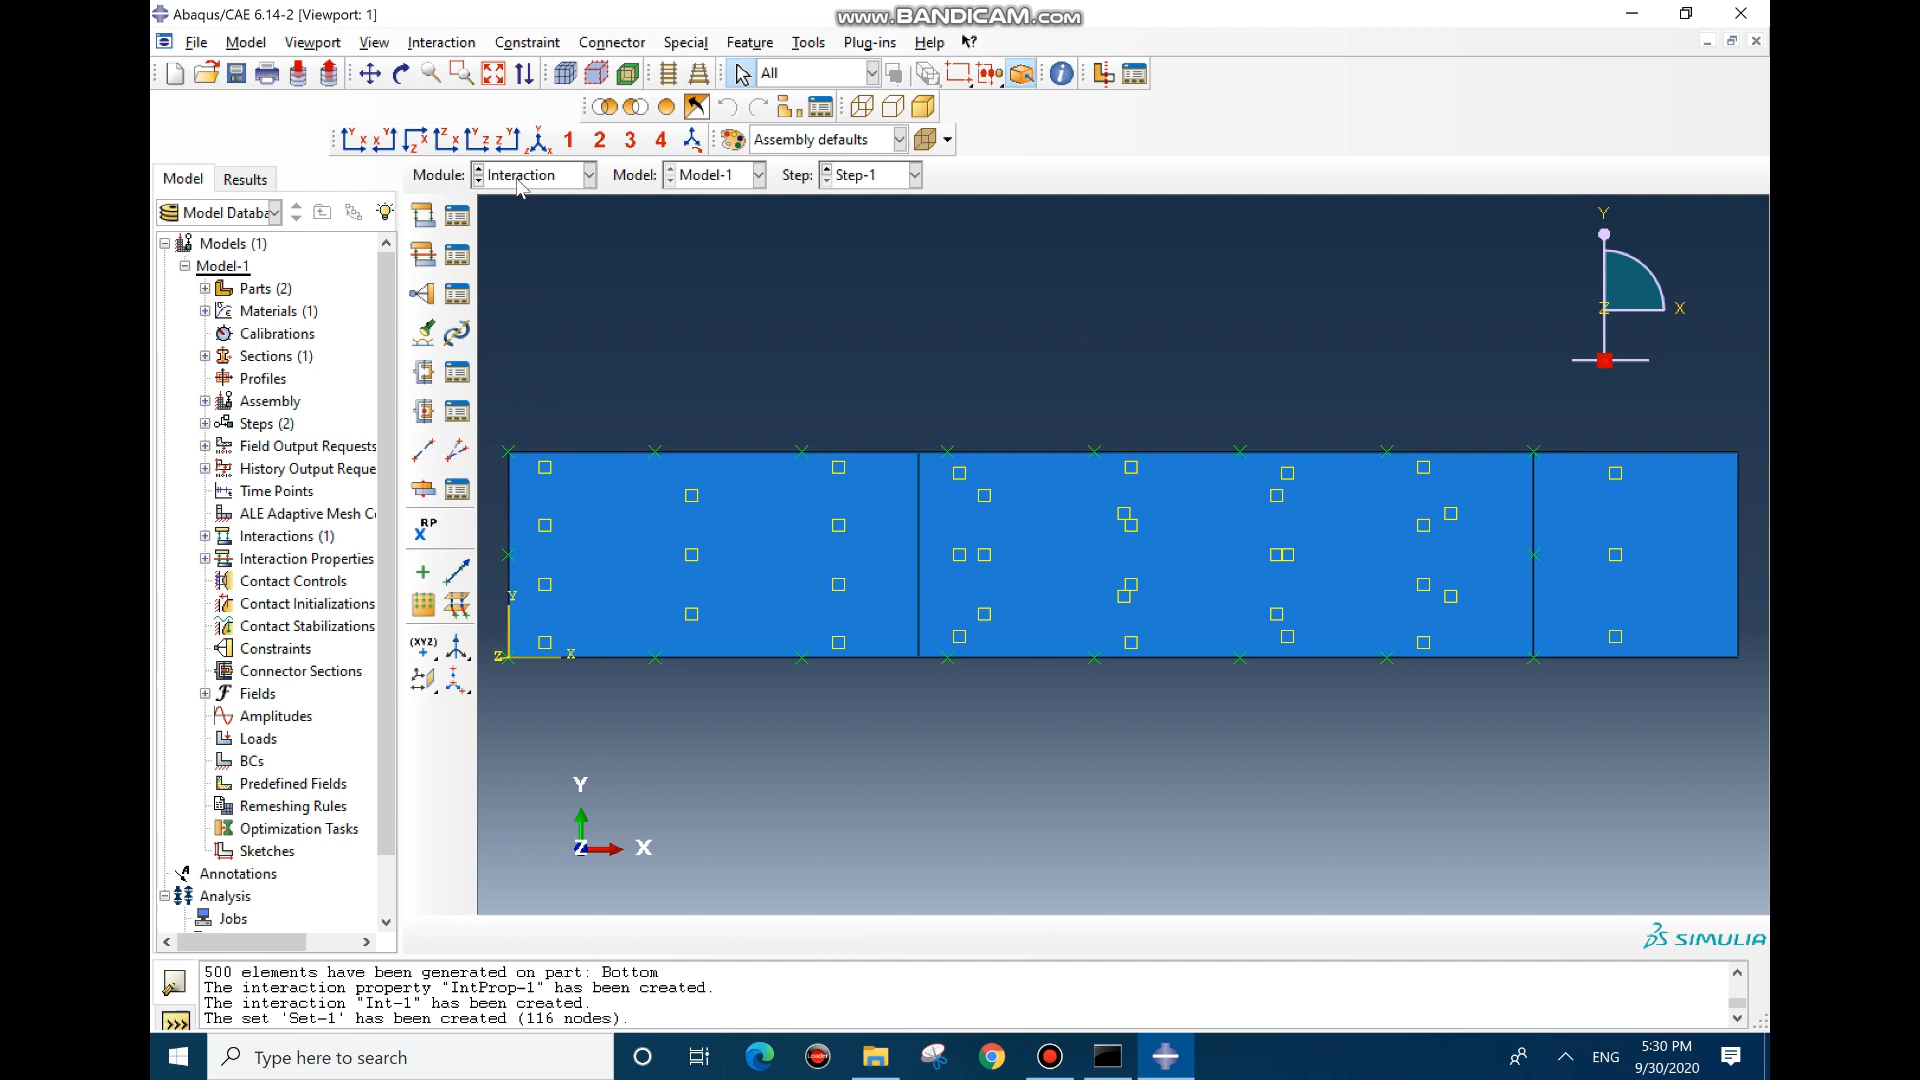 Abaqus/CAE 6.14-2 [Viewport: 1]
www.BANDICAM.com
File Model Viewport View Interaction Constraint Connector Special Feature Tools Plug-ins Help
All
1 2 3 4 Assembly defaults
Module: Interaction Model: Model-1 Step: Step-1
Model Results
Model Databa
Models (1)
Model-1
Parts (2)
Materials (1)
Calibrations
Sections (1)
Profiles
Assembly
Steps (2)
Field Output Requests
History Output Reque
Time Points
ALE Adaptive Mesh C
Interactions (1)
Interaction Properties
Contact Controls
Contact Initializations
Contact Stabilizations
Constraints
Connector Sections
Fields
Amplitudes
Loads
BCs
Predefined Fields
Remeshing Rules
Optimization Tasks
Sketches
Annotations
Analysis
Jobs
RP
(XYZ)
Y
X
Z
Y
X
Z
Y
X
Z
SIMULIA
500 elements have been generated on part: Bottom
The interaction property "IntProp-1" has been created.
The interaction "Int-1" has been created.
The set 'Set-1' has been created (116 nodes).
Type here to search
ENG
5:30 PM
9/30/2020